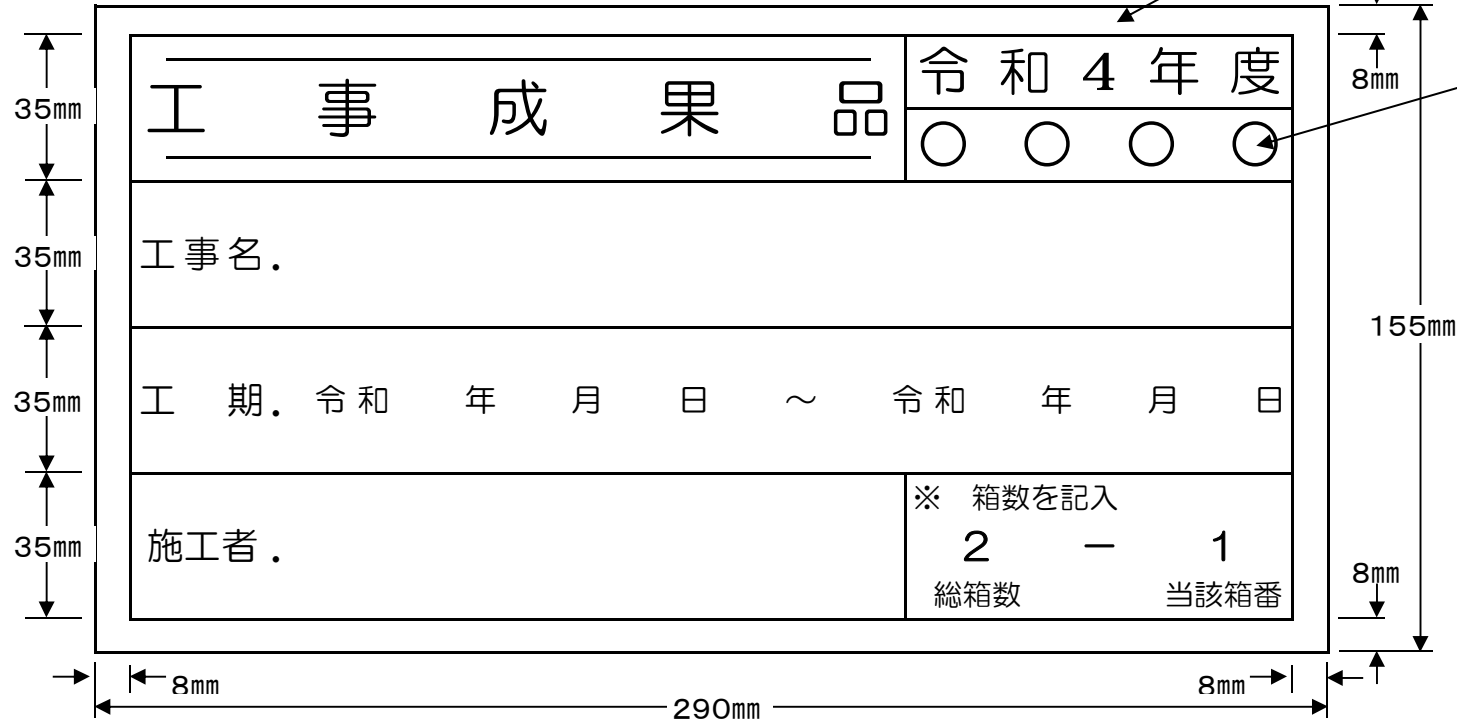 工事成果品
令和4年度
○○○○
8㎜
35㎜
工事名.
35㎜
155㎜
工 期. 令和 年 月 日 ～ 令和 年 月 日
35㎜
※ 箱数を記入
施工者.
2 － 1
35㎜
総箱数 当該箱番
8㎜
8㎜
8㎜
290㎜